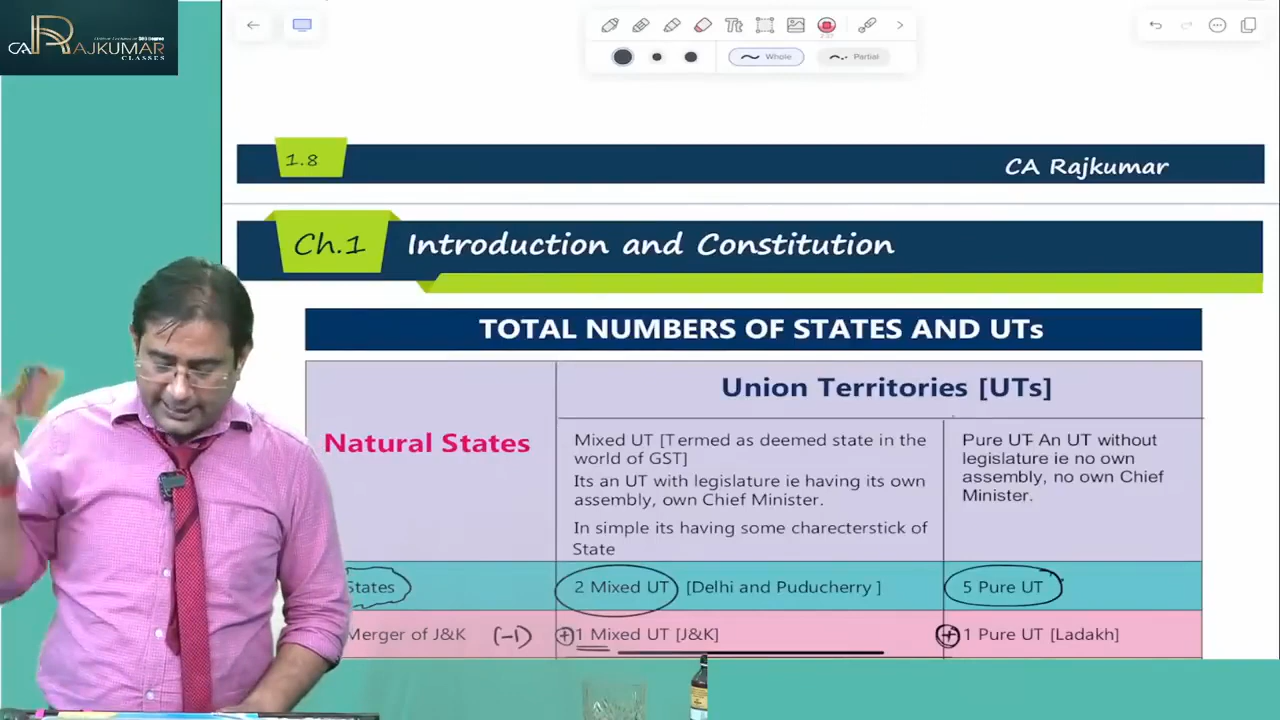 CA RAJKUMAR
CLASSES
Tt
Whole
Partial
1.8
CA Rajkumar
Ch.1
Introduction and Constitution
TOTAL NUMBERS OF STATES AND UTs
Natural States
Union Territories [UTs]
Mixed UT [Termed as deemed state in the
world of GST]
Its an UT with legislature ie having its own
assembly, own Chief Minister.
In simple its having some charecterstick of
State
Pure UT- An UT without
legislature ie no own
assembly, no own Chief
Minister.
States
2 Mixed UT [Delhi and Puducherry ]
5 Pure UT
Merger of J&K (-1)
+ 1 Mixed UT [J&K]
+ 1 Pure UT [Ladakh]